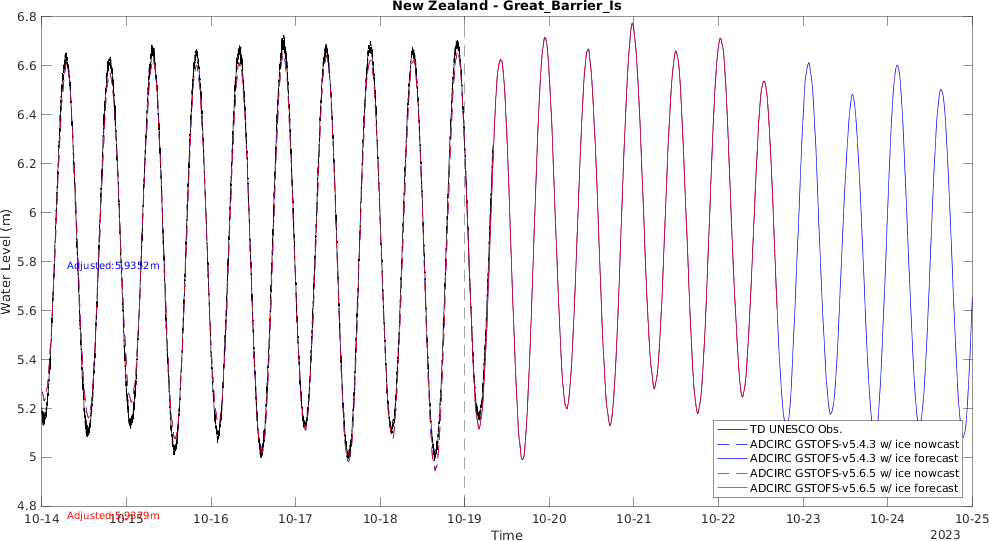 New Zealand - Great_Barrier_Is
6.8
6.6
6.4
6.2
6
5.8
5.6
5.4
5.2
5
4.8
Water Level (m)
Adjusted:5.9352m
Adjusted:5.9379m
TD UNESCO Obs.
ADCIRC GSTOFS-v5.4.3 w/ ice nowcast
ADCIRC GSTOFS-v5.4.3 w/ ice forecast
ADCIRC GSTOFS-v5.6.5 w/ ice nowcast
ADCIRC GSTOFS-v5.6.5 w/ ice forecast
10-14 10-15 10-16 10-17 10-18 10-19 10-20 10-21 10-22 10-23 10-24 10-25
Time
2023